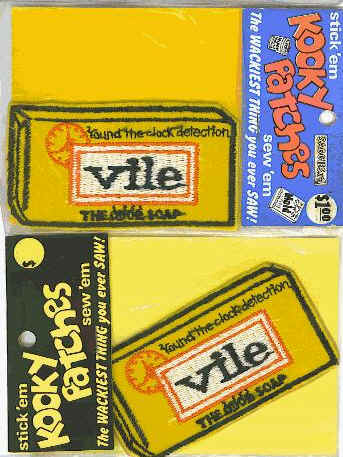 'round the clock detection
vile
THE ODOR SOAP
stick 'em
KOOKY
PATCHES
sew 'em
The WACKIEST THING you ever SAW!
$1.00
$
stick 'em
KOOKY
PATCHES
sew 'em
The WACKIEST THING you ever SAW!
'round the clock detection
vile
THE ODOR SOAP